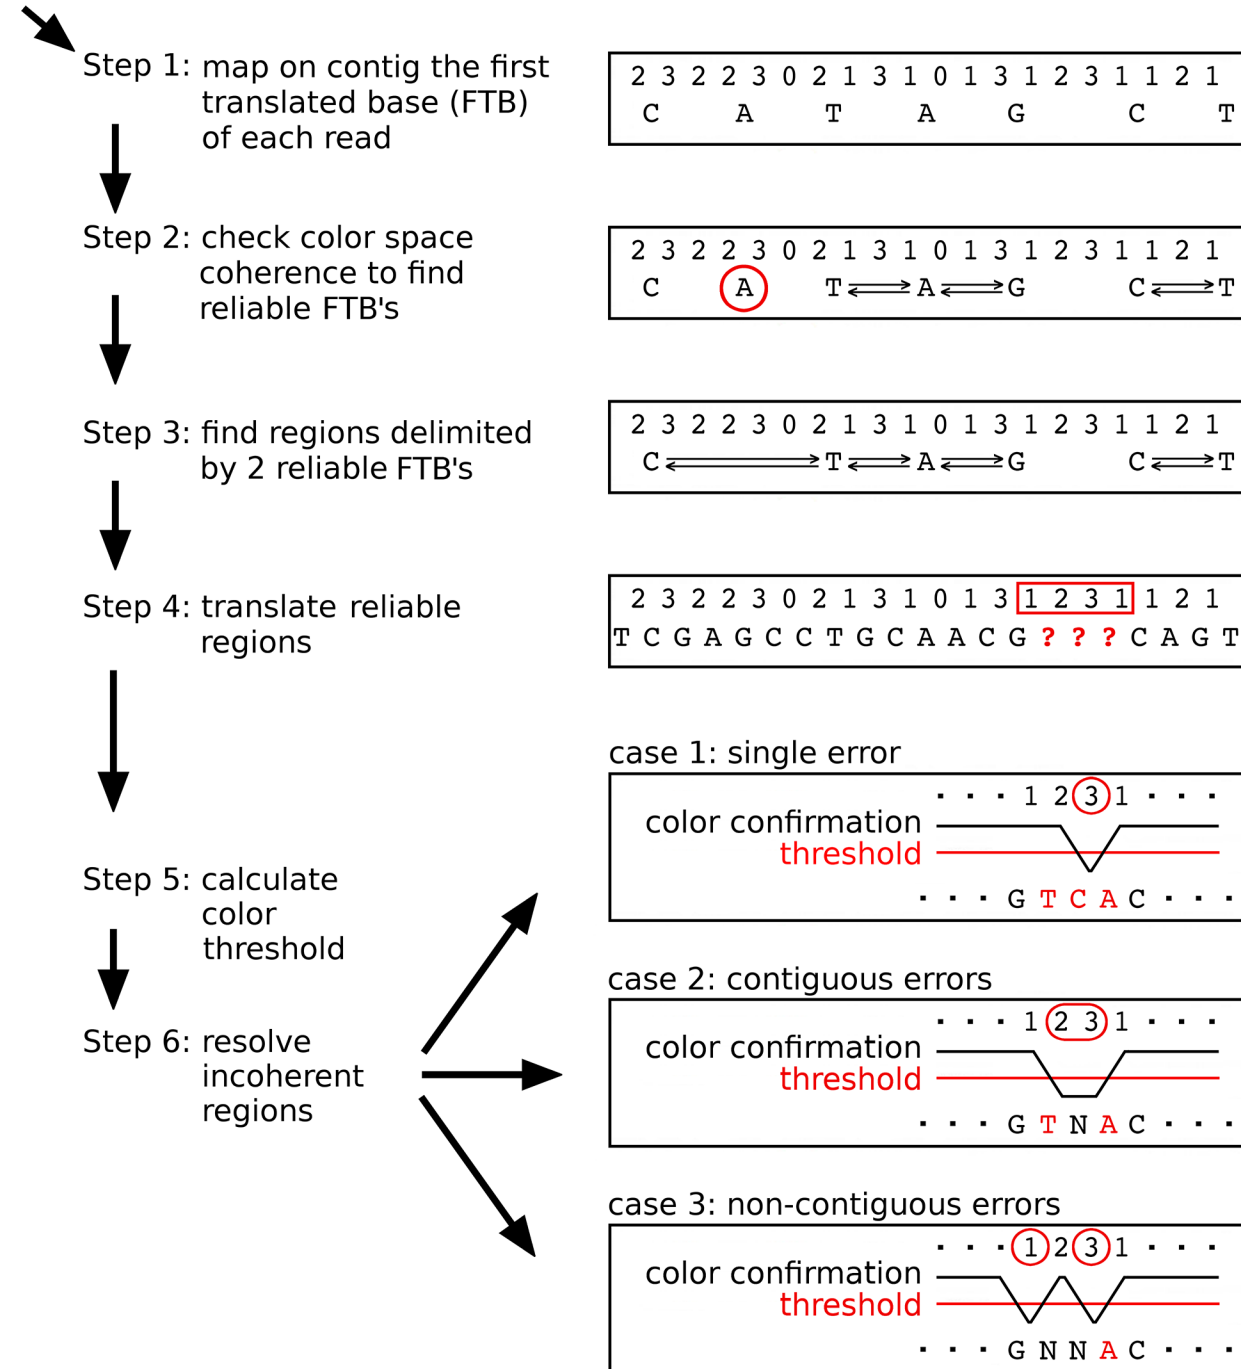 Step 1: map on contig the first
translated base (FTB)
of each read
2 3 2 2 3 0 2 1 3 1 0 1 3 1 2 3 1 1 2 1
C A T A G C T
Step 2: check color space
coherence to find
reliable FTB's
2 3 2 2 3 0 2 1 3 1 0 1 3 1 2 3 1 1 2 1
C A T A G C T
Step 3: find regions delimited
by 2 reliable FTB's
2 3 2 2 3 0 2 1 3 1 0 1 3 1 2 3 1 1 2 1
C T A G C T
Step 4: translate reliable
regions
2 3 2 2 3 0 2 1 3 1 0 1 3 1 2 3 1 1 2 1
T C G A G C C T G C A A C G ? ? ? C A G T
Step 5: calculate
color
threshold
Step 6: resolve
incoherent
regions
case 1: single error
· · · 1 2 3 1 · · ·
color confirmation
threshold
· · · G T C A C · · ·
case 2: contiguous errors
· · · 1 2 3 1 · · ·
color confirmation
threshold
· · · G T N A C · · ·
case 3: non-contiguous errors
· · · 1 2 3 1 · · ·
color confirmation
threshold
· · · G N N A C · · ·